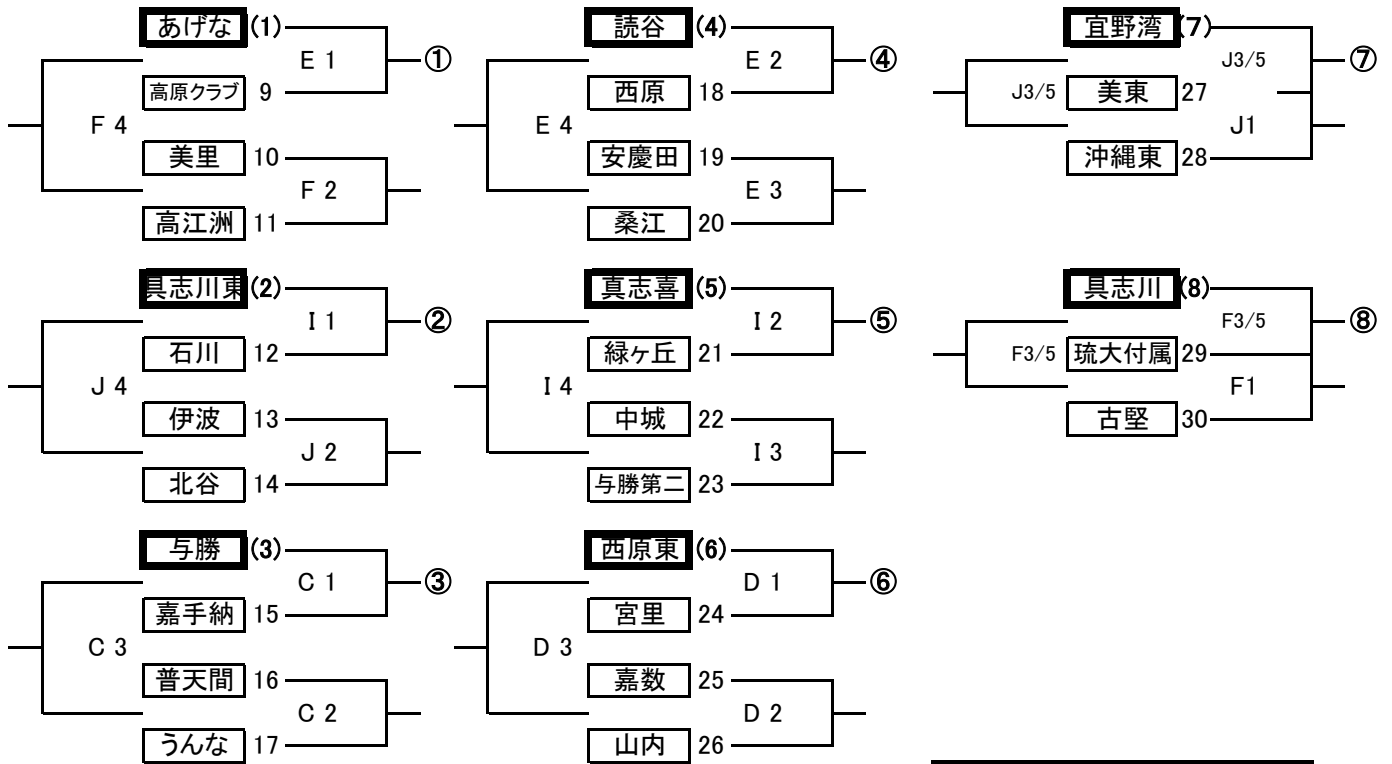 あげな (1)
E 1
①
高原クラブ 9
F 4
美里 10
F 2
高江洲 11
具志川東 (2)
I 1
②
石川 12
J 4
伊波 13
J 2
北谷 14
与勝 (3)
C 1
③
嘉手納 15
C 3
普天間 16
C 2
うんな 17
読谷 (4)
E 2
④
西原 18
E 4
安慶田 19
E 3
桑江 20
真志喜 (5)
I 2
⑤
緑ヶ丘 21
I 4
中城 22
I 3
与勝第二 23
西原東 (6)
D 1
⑥
宮里 24
D 3
嘉数 25
D 2
山内 26
宜野湾 (7)
J3/5
⑦
J3/5
美東 27
J1
沖縄東 28
具志川 (8)
F3/5
⑧
F3/5
琉大付属 29
F1
古堅 30